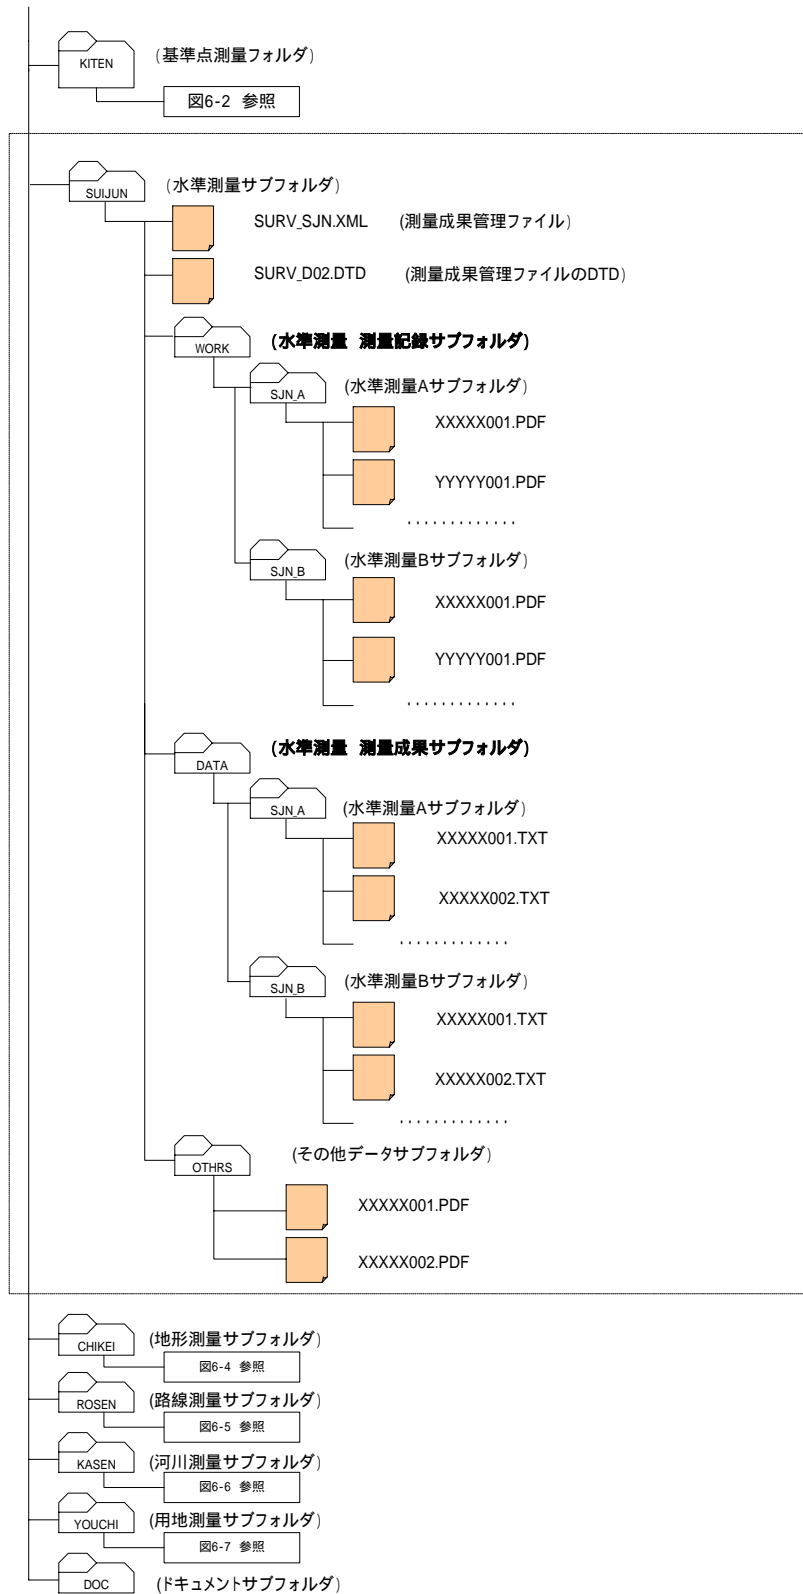 KITEN (基準点測量フォルダ)
図6-2 参照
SUIJUN (水準測量サブフォルダ)
SURV_SJN.XML (測量成果管理ファイル)
SURV_D02.DTD (測量成果管理ファイルのDTD)
WORK (水準測量 測量記録サブフォルダ)
SJN_A (水準測量Aサブフォルダ)
XXXXX001.PDF
YYYYY001.PDF
・・・・・・・・・・・・・
SJN_B (水準測量Bサブフォルダ)
XXXXX001.PDF
YYYYY001.PDF
・・・・・・・・・・・・・
DATA (水準測量 測量成果サブフォルダ)
SJN_A (水準測量Aサブフォルダ)
XXXXX001.TXT
XXXXX002.TXT
・・・・・・・・・・・・・
SJN_B (水準測量Bサブフォルダ)
XXXXX001.TXT
XXXXX002.TXT
・・・・・・・・・・・・・
OTHRS (その他データサブフォルダ)
XXXXX001.PDF
XXXXX002.PDF
CHIKEI (地形測量サブフォルダ)
図6-4 参照
ROSEN (路線測量サブフォルダ)
図6-5 参照
KASEN (河川測量サブフォルダ)
図6-6 参照
YOUCHI (用地測量サブフォルダ)
図6-7 参照
DOC (ドキュメントサブフォルダ)